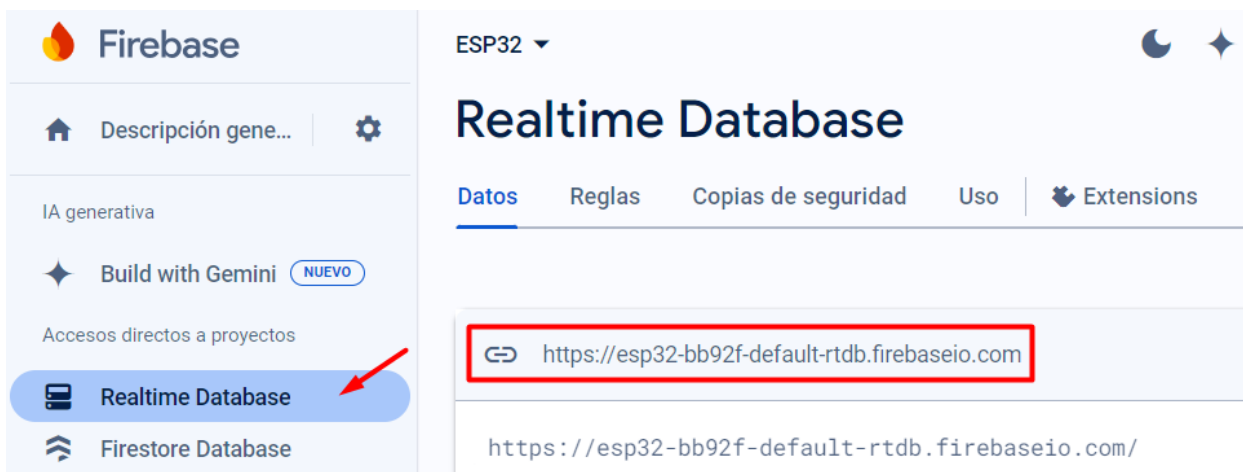 Firebase
Descripción gene...
IA generativa
Build with Gemini NUEVO
Accesos directos a proyectos
Realtime Database
Firestore Database
ESP32
Realtime Database
Datos Reglas Copias de seguridad Uso Extensions
https://esp32-bb92f-default-rtdb.firebaseio.com
https://esp32-bb92f-default-rtdb.firebaseio.com/